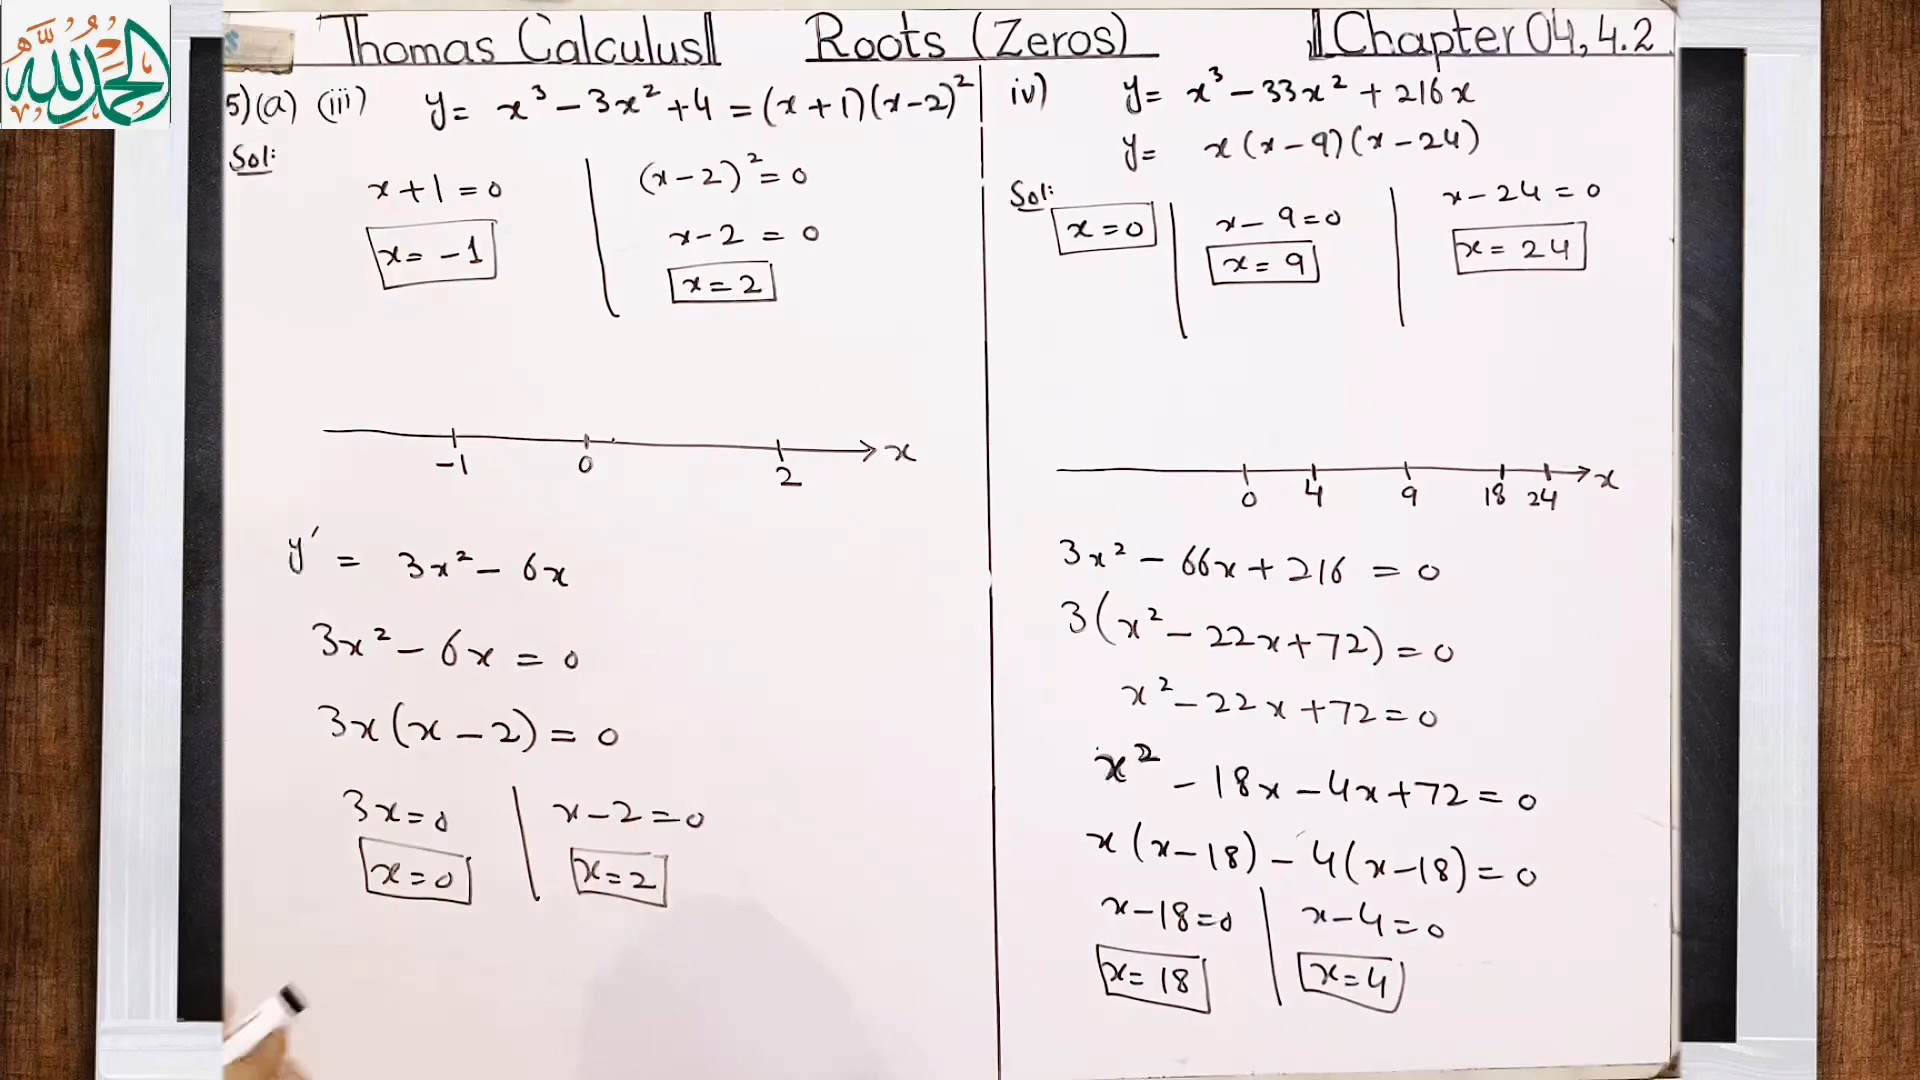 الحمد لله
Thomas Calculus Roots (Zeros) Chapter 04, 4.2
5)(a) (iii) y = x³ - 3x² + 4 = (x+1)(x-2)²
Sol:
x + 1 = 0
x = -1
(x-2)² = 0
x - 2 = 0
x = 2
-1 0 2 x
y' = 3x² - 6x
3x² - 6x = 0
3x(x - 2) = 0
3x = 0
x = 0
x - 2 = 0
x = 2
iv) y = x³ - 33x² + 216x
y = x(x-9)(x-24)
Sol:
x = 0
x - 9 = 0
x = 9
x - 24 = 0
x = 24
0 4 9 18 24 x
3x² - 66x + 216 = 0
3(x² - 22x + 72) = 0
x² - 22x + 72 = 0
x² - 18x - 4x + 72 = 0
x(x-18) - 4(x-18) = 0
x - 18 = 0
x = 18
x - 4 = 0
x = 4